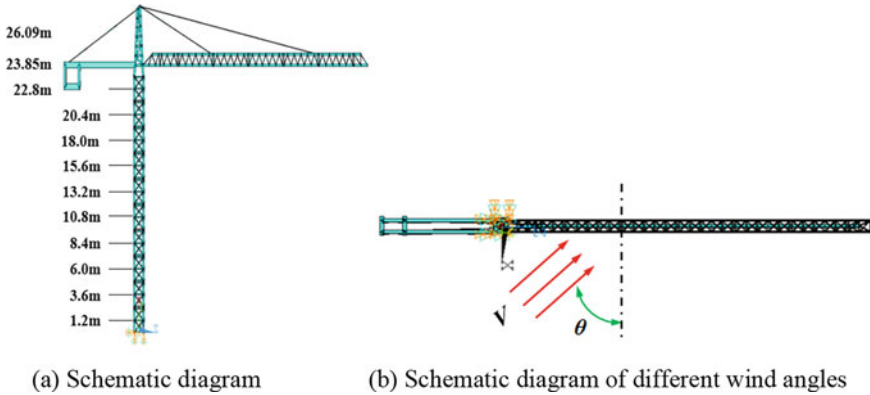 26.09m
23.85m
22.8m
20.4m
18.0m
15.6m
13.2m
10.8m
8.4m
6.0m
3.6m
1.2m
X
V
θ
(a) Schematic diagram
(b) Schematic diagram of different wind angles